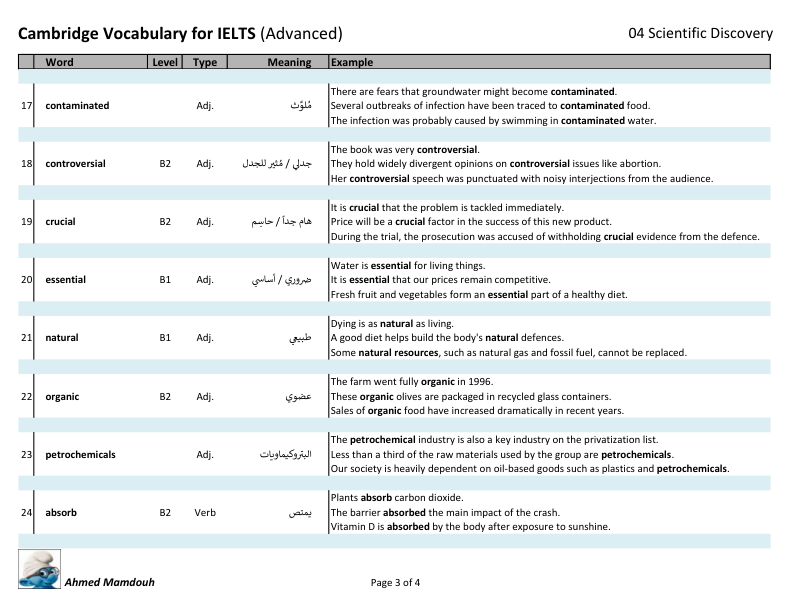 Cambridge Vocabulary for IELTS (Advanced) 04 Scientific Discovery
Word Level Type Meaning Example
There are fears that groundwater might become contaminated.
17 contaminated Adj. مُلوَّث Several outbreaks of infection have been traced to contaminated food.
The infection was probably caused by swimming in contaminated water.
The book was very controversial.
18 controversial B2 Adj. جدلي / مُثير للجدل They hold widely divergent opinions on controversial issues like abortion.
Her controversial speech was punctuated with noisy interjections from the audience.
It is crucial that the problem is tackled immediately.
19 crucial B2 Adj. هام جداً / حاسِم Price will be a crucial factor in the success of this new product.
During the trial, the prosecution was accused of withholding crucial evidence from the defence.
Water is essential for living things.
20 essential B1 Adj. ضروري / أساسي It is essential that our prices remain competitive.
Fresh fruit and vegetables form an essential part of a healthy diet.
Dying is as natural as living.
21 natural B1 Adj. طبيعي A good diet helps build the body's natural defences.
Some natural resources, such as natural gas and fossil fuel, cannot be replaced.
The farm went fully organic in 1996.
22 organic B2 Adj. عضوي These organic olives are packaged in recycled glass containers.
Sales of organic food have increased dramatically in recent years.
The petrochemical industry is also a key industry on the privatization list.
23 petrochemicals Adj. البتروكيماويات Less than a third of the raw materials used by the group are petrochemicals.
Our society is heavily dependent on oil-based goods such as plastics and petrochemicals.
Plants absorb carbon dioxide.
24 absorb B2 Verb يمتص The barrier absorbed the main impact of the crash.
Vitamin D is absorbed by the body after exposure to sunshine.
Ahmed Mamdouh Page 3 of 4